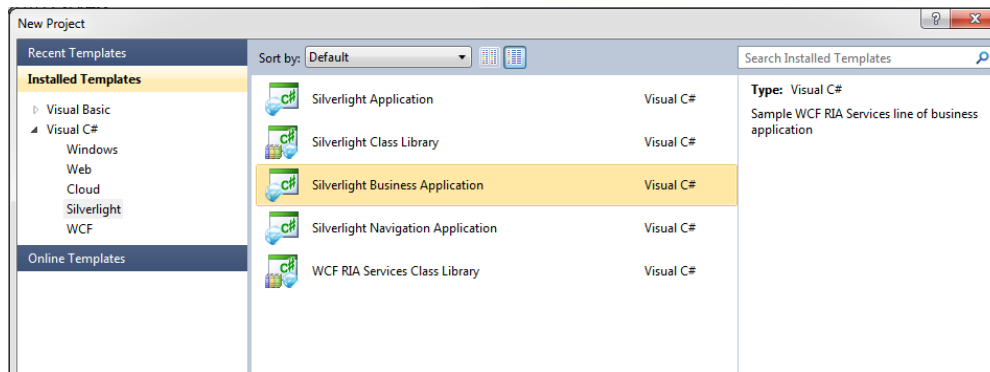 New Project
Recent Templates
Installed Templates
Visual Basic
Visual C#
Windows
Web
Cloud
Silverlight
WCF
Online Templates
Sort by: Default
Silverlight Application Visual C#
Silverlight Class Library Visual C#
Silverlight Business Application Visual C#
Silverlight Navigation Application Visual C#
WCF RIA Services Class Library Visual C#
Search Installed Templates
Type: Visual C#
Sample WCF RIA Services line of business
application